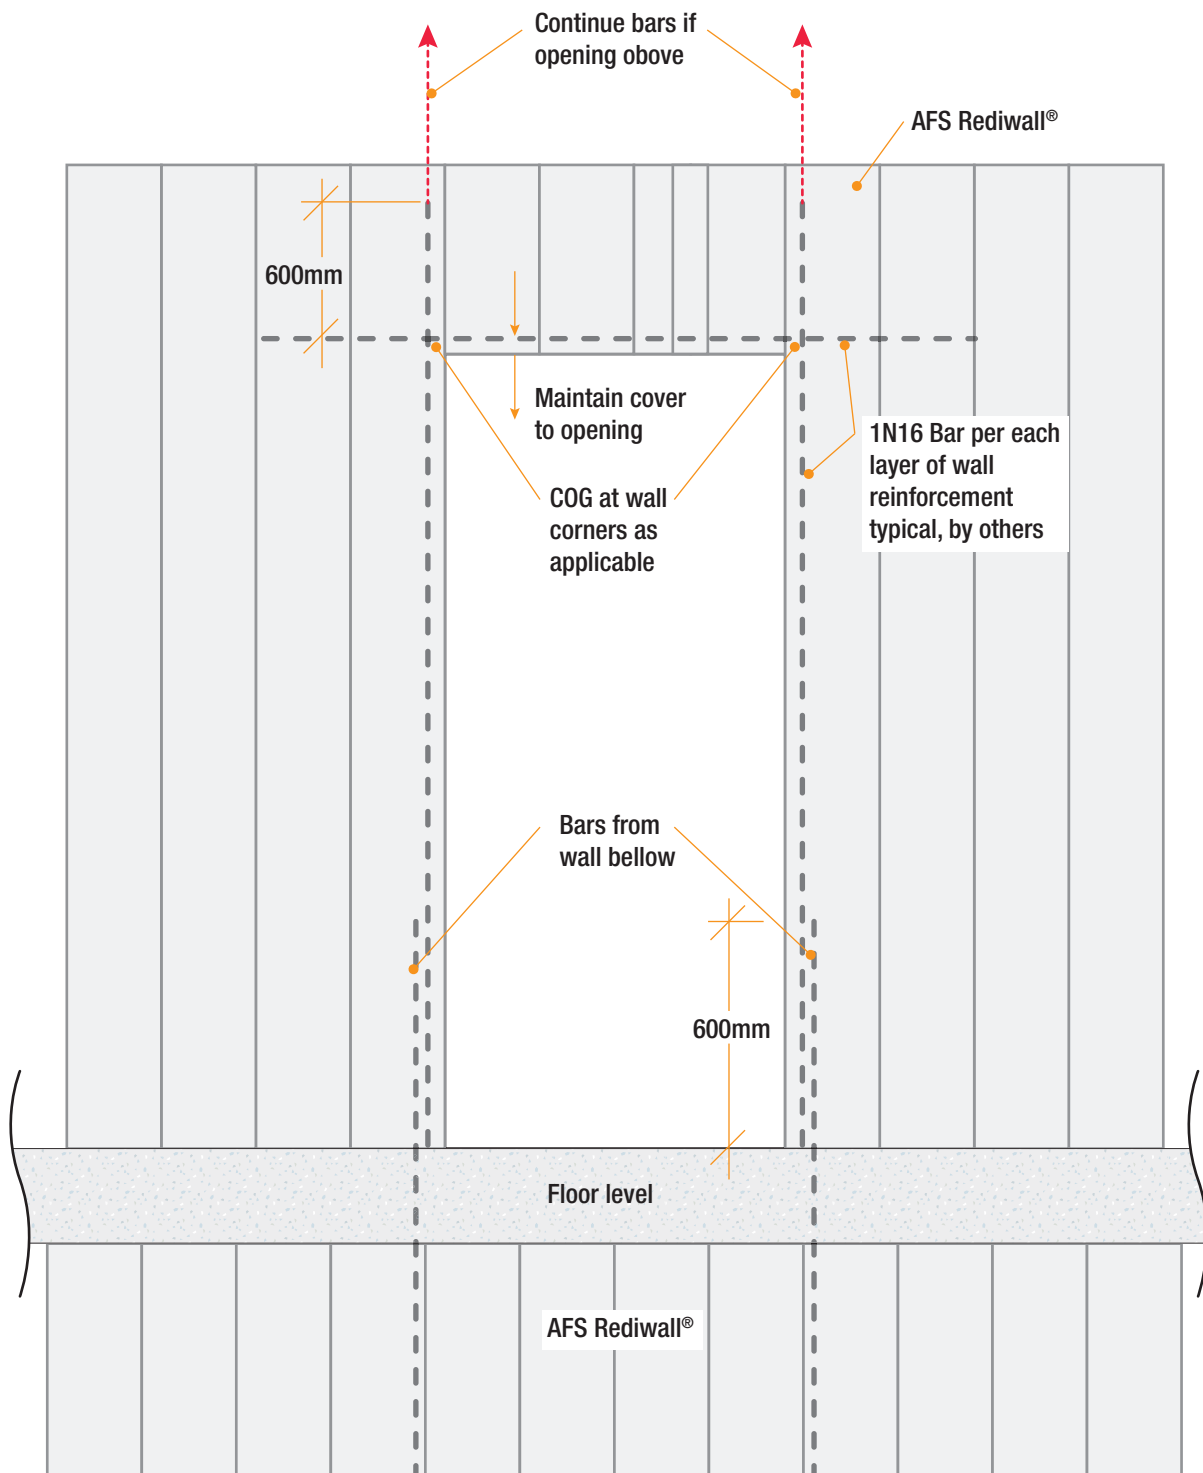 Continue bars if
opening obove
AFS Rediwall®
600mm
Maintain cover
to opening
1N16 Bar per each
layer of wall
reinforcement
typical, by others
COG at wall
corners as
applicable
Bars from
wall bellow
600mm
Floor level
AFS Rediwall®